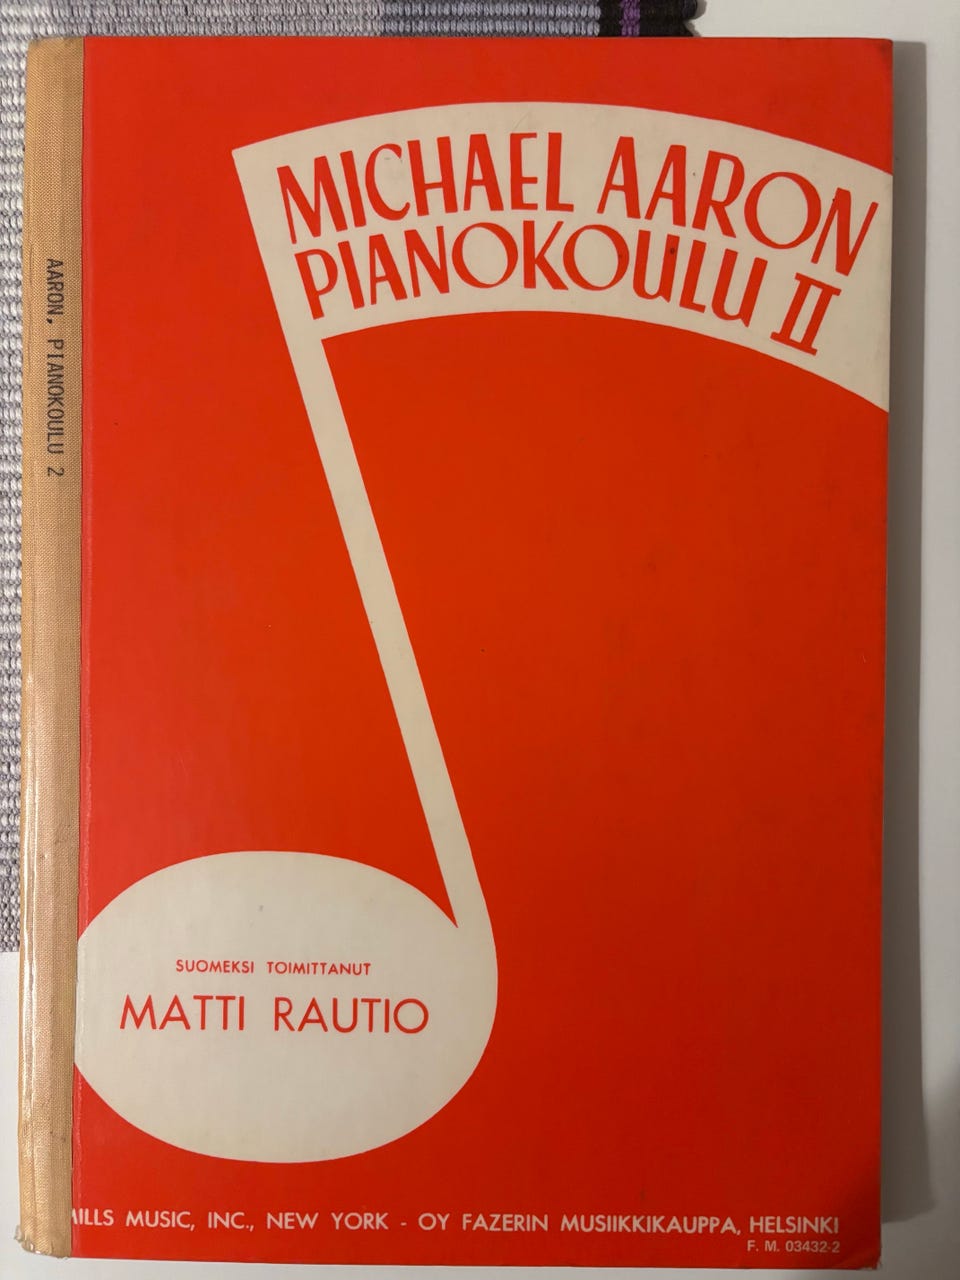 MICHAEL AARON
PIANOKOULU II
AARON, PIANOKOULU 2
SUOMEKSI TOIMITTANUT
MATTI RAUTIO
MILLS MUSIC, INC., NEW YORK - OY FAZERIN MUSIIKKIKAUPPA, HELSINKI
F. M. 03432-2